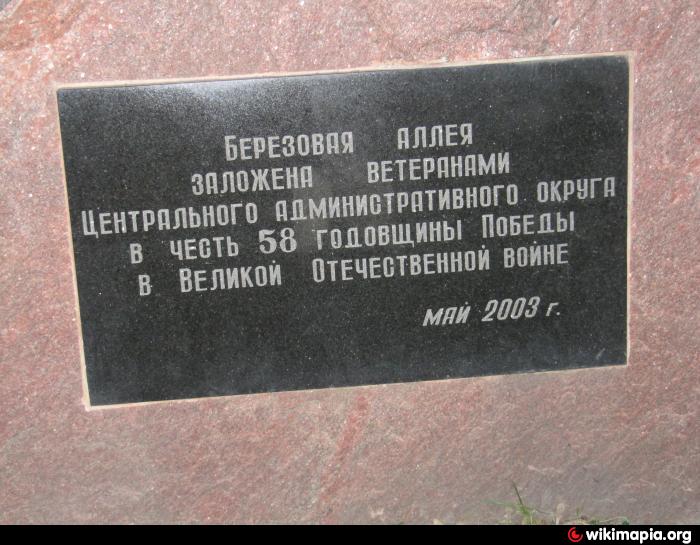 Березовая аллея
заложена ветеранами
Центрального административного округа
в честь 58 годовщины Победы
в Великой Отечественной войне
май 2003 г.
wikimapia.org